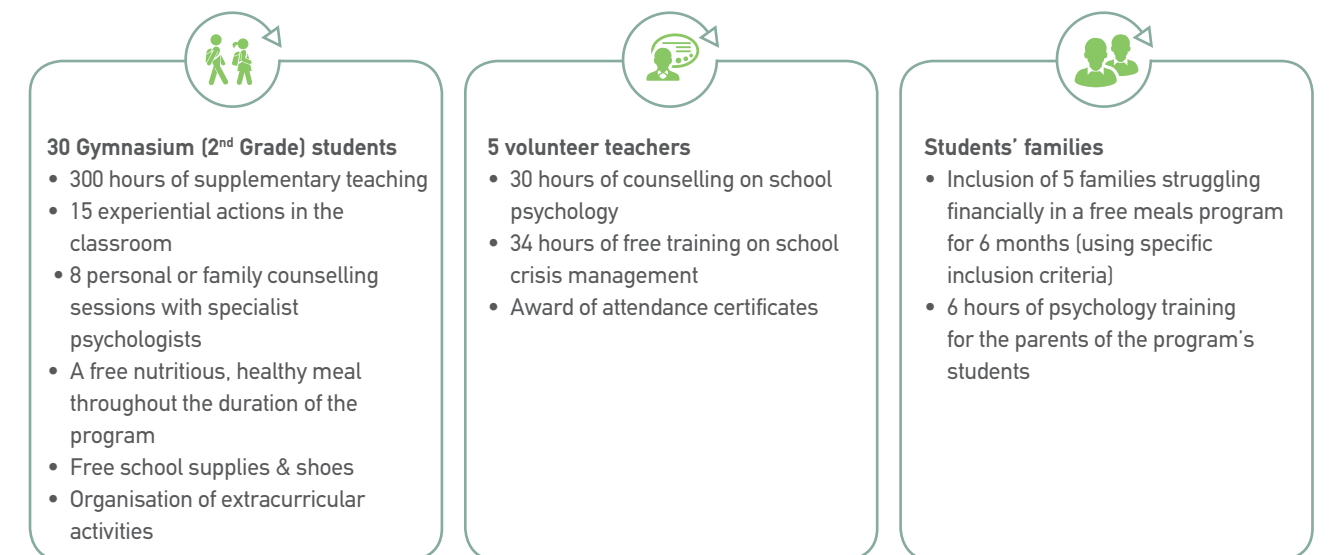 30 Gymnasium (2nd Grade) students
• 300 hours of supplementary teaching
• 15 experiential actions in the
classroom
• 8 personal or family counselling
sessions with specialist
psychologists
• A free nutritious, healthy meal
throughout the duration of the
program
• Free school supplies & shoes
• Organisation of extracurricular
activities
5 volunteer teachers
• 30 hours of counselling on school
psychology
• 34 hours of free training on school
crisis management
• Award of attendance certificates
Students’ families
• Inclusion of 5 families struggling
financially in a free meals program
for 6 months (using specific
inclusion criteria)
• 6 hours of psychology training
for the parents of the program’s
students